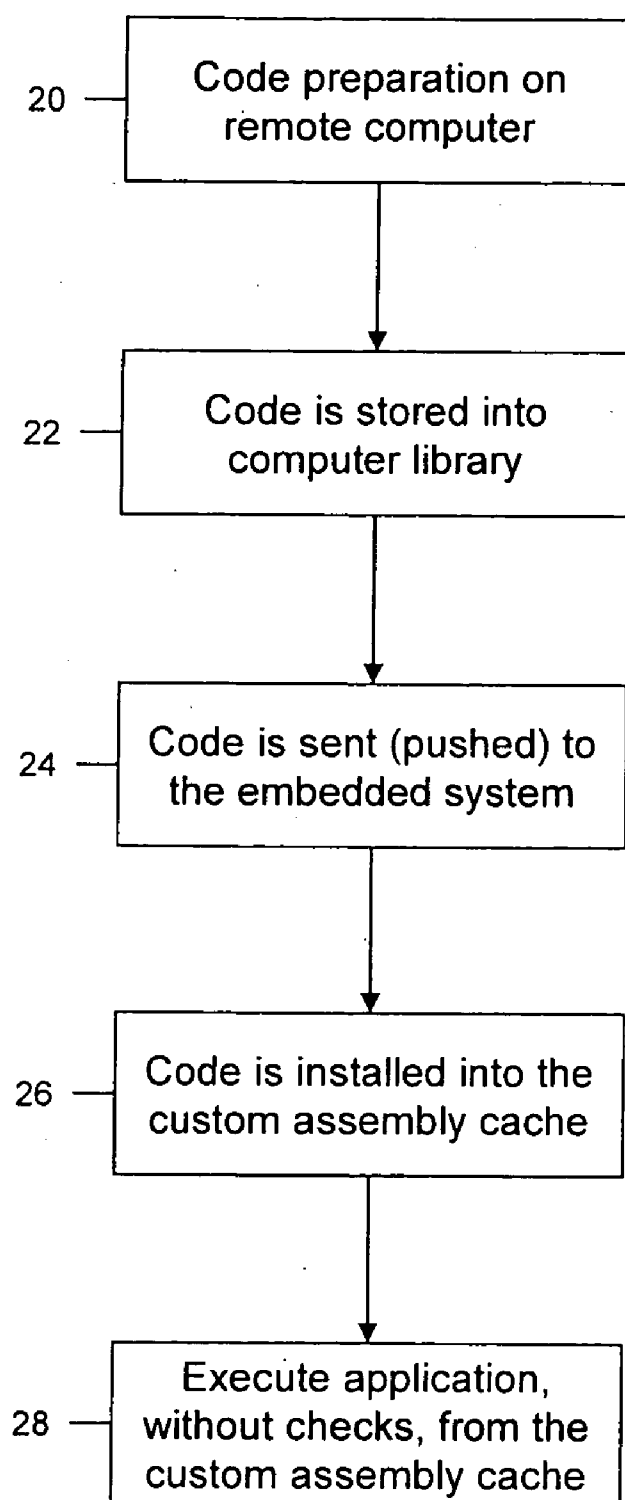 20
Code preparation on
remote computer
22
Code is stored into
computer library
24
Code is sent (pushed) to
the embedded system
26
Code is installed into the
custom assembly cache
28
Execute application,
without checks, from the
custom assembly cache